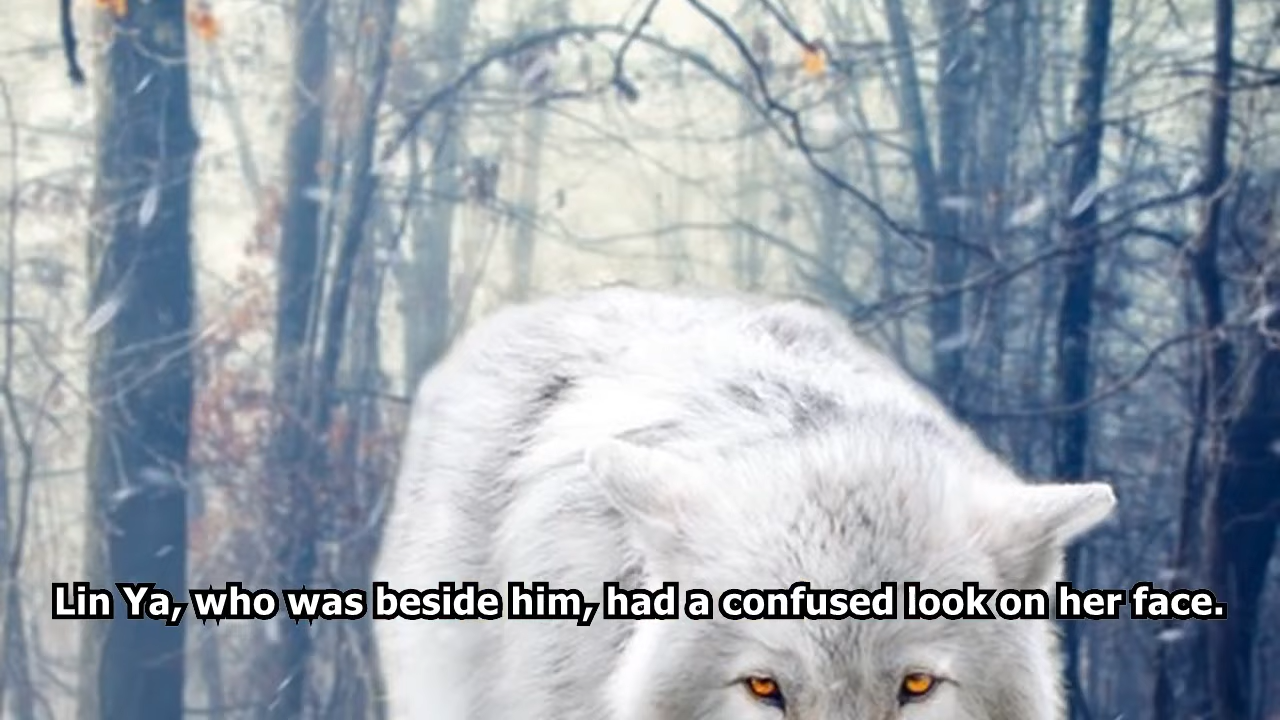 Lin Ya, who was beside him, had a confused look on her face.